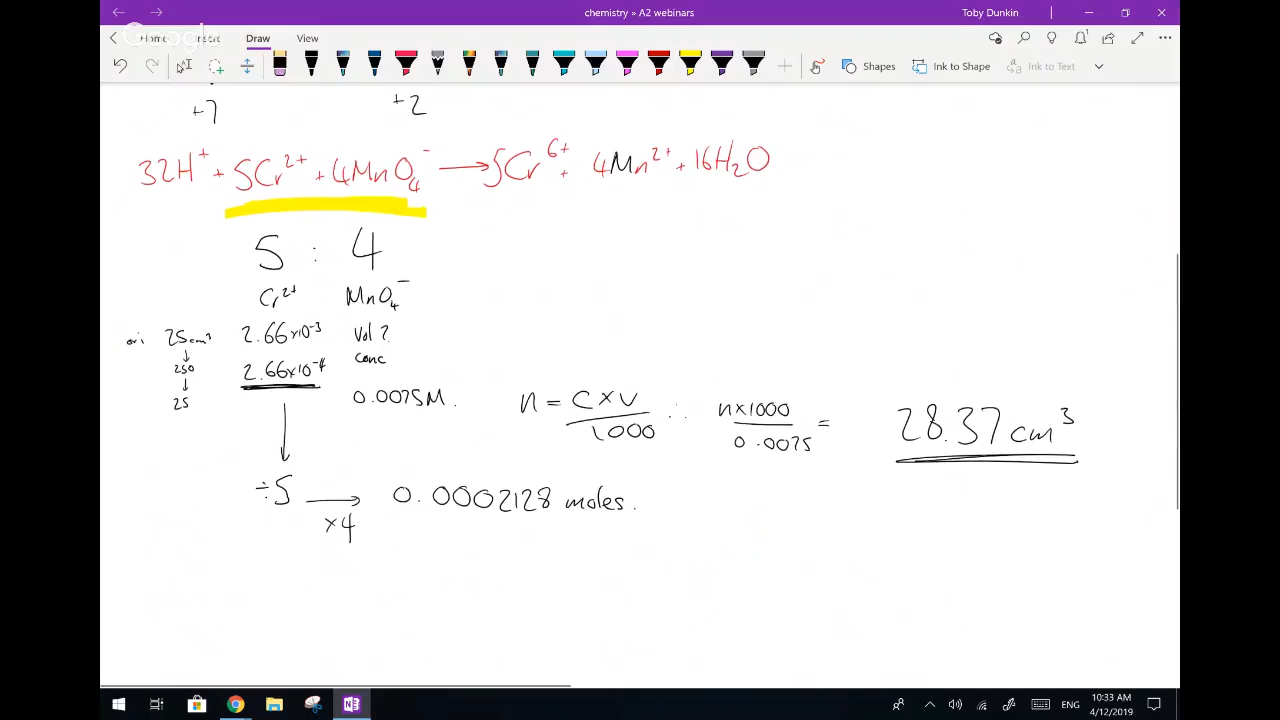 chemistry » A2 webinars
Toby Dunkin
Google
Home Insert Draw View
Shapes Ink to Shape Ink to Text
+7 +2
32H⁺ + 5Cr²⁺ + 4MnO₄⁻ → 5Cr⁶⁺ + 4Mn²⁺ + 16H₂O
5 : 4
Cr²⁺ MnO₄⁻
ori 25cm³ 2.66×10⁻³ Vol?
↓
250 2.66×10⁻⁴ conc
↓
25 0.0075M.
n = C×V / 1000 ∴ n×1000 / 0.0075 = 28.37 cm³
÷5 → ×4 0.0002128 moles.
ENG
10:33 AM
4/12/2019